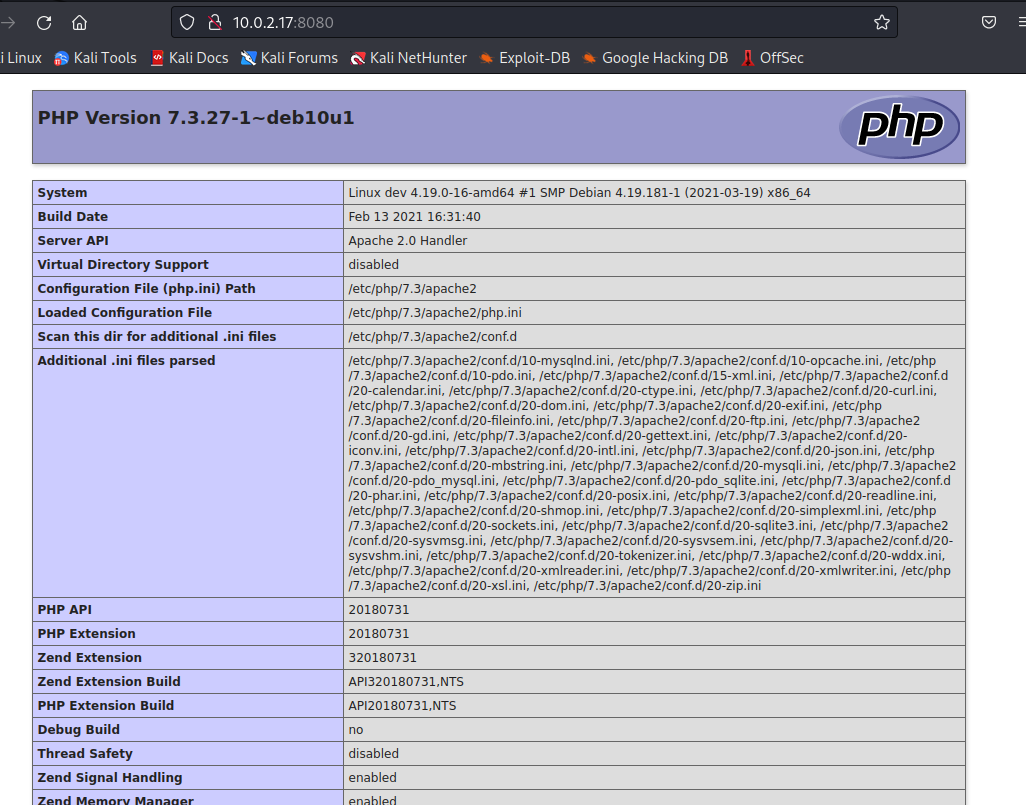 10.0.2.17:8080
i Linux Kali Tools Kali Docs Kali Forums Kali NetHunter Exploit-DB Google Hacking DB OffSec
PHP Version 7.3.27-1~deb10u1
php
System Linux dev 4.19.0-16-amd64 #1 SMP Debian 4.19.181-1 (2021-03-19) x86_64
Build Date Feb 13 2021 16:31:40
Server API Apache 2.0 Handler
Virtual Directory Support disabled
Configuration File (php.ini) Path /etc/php/7.3/apache2
Loaded Configuration File /etc/php/7.3/apache2/php.ini
Scan this dir for additional .ini files /etc/php/7.3/apache2/conf.d
Additional .ini files parsed /etc/php/7.3/apache2/conf.d/10-mysqlnd.ini, /etc/php/7.3/apache2/conf.d/10-opcache.ini, /etc/php
/7.3/apache2/conf.d/10-pdo.ini, /etc/php/7.3/apache2/conf.d/15-xml.ini, /etc/php/7.3/apache2/conf.d
/20-calendar.ini, /etc/php/7.3/apache2/conf.d/20-ctype.ini, /etc/php/7.3/apache2/conf.d/20-curl.ini,
/etc/php/7.3/apache2/conf.d/20-dom.ini, /etc/php/7.3/apache2/conf.d/20-exif.ini, /etc/php
/7.3/apache2/conf.d/20-fileinfo.ini, /etc/php/7.3/apache2/conf.d/20-ftp.ini, /etc/php/7.3/apache2
/conf.d/20-gd.ini, /etc/php/7.3/apache2/conf.d/20-gettext.ini, /etc/php/7.3/apache2/conf.d/20-
iconv.ini, /etc/php/7.3/apache2/conf.d/20-intl.ini, /etc/php/7.3/apache2/conf.d/20-json.ini, /etc/php
/7.3/apache2/conf.d/20-mbstring.ini, /etc/php/7.3/apache2/conf.d/20-mysqli.ini, /etc/php/7.3/apache2
/conf.d/20-pdo_mysql.ini, /etc/php/7.3/apache2/conf.d/20-pdo_sqlite.ini, /etc/php/7.3/apache2/conf.d
/20-phar.ini, /etc/php/7.3/apache2/conf.d/20-posix.ini, /etc/php/7.3/apache2/conf.d/20-readline.ini,
/etc/php/7.3/apache2/conf.d/20-shmop.ini, /etc/php/7.3/apache2/conf.d/20-simplexml.ini, /etc/php
/7.3/apache2/conf.d/20-sockets.ini, /etc/php/7.3/apache2/conf.d/20-sqlite3.ini, /etc/php/7.3/apache2
/conf.d/20-sysvmsg.ini, /etc/php/7.3/apache2/conf.d/20-sysvsem.ini, /etc/php/7.3/apache2/conf.d/20-
sysvshm.ini, /etc/php/7.3/apache2/conf.d/20-tokenizer.ini, /etc/php/7.3/apache2/conf.d/20-wddx.ini,
/etc/php/7.3/apache2/conf.d/20-xmlreader.ini, /etc/php/7.3/apache2/conf.d/20-xmlwriter.ini, /etc/php
/7.3/apache2/conf.d/20-xsl.ini, /etc/php/7.3/apache2/conf.d/20-zip.ini
PHP API 20180731
PHP Extension 20180731
Zend Extension 320180731
Zend Extension Build API320180731,NTS
PHP Extension Build API20180731,NTS
Debug Build no
Thread Safety disabled
Zend Signal Handling enabled
Zend Memory Manager enabled